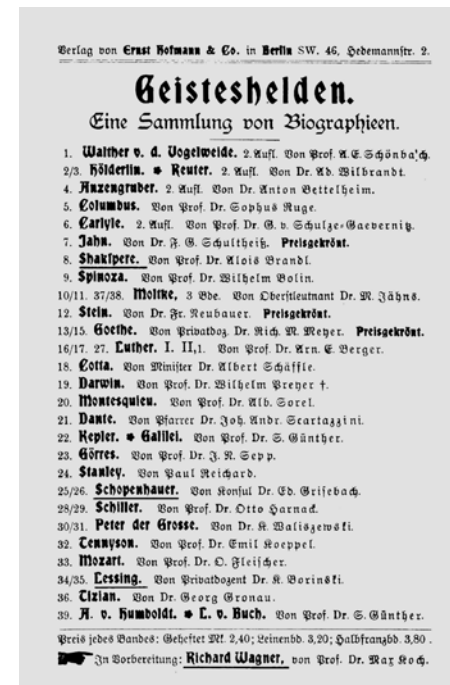 Verlag von Ernst Hofmann & Co. in Berlin SW. 46, Hedemannstr. 2.
Geisteshelden.
Eine Sammlung von Biographieen.
1. Walther v. d. Vogelweide. 2. Aufl. Von Prof. A. E. Schönbach.
2/3. Hölderlin. * Reuter. 2. Aufl. Von Dr. Ad. Wilbrandt.
4. Anzengruber. 2. Aufl. Von Dr. Anton Bettelheim.
5. Columbus. Von Prof. Dr. Sophus Ruge.
6. Carlyle. 2. Aufl. Von Prof. Dr. G. v. Schulze-Gaevernitz.
7. Jahn. Von Dr. F. G. Schultheiß. Preisgekrönt.
8. Shakspere. Von Prof. Dr. Alois Brandl.
9. Spinoza. Von Prof. Dr. Wilhelm Bolin.
10/11. 37/38. Moltke, 3 Bde. Von Oberstleutnant Dr. M. Jähns.
12. Stein. Von Dr. Fr. Neubauer. Preisgekrönt.
13/15. Goethe. Von Privatdoz. Dr. Rich. M. Meyer. Preisgekrönt.
16/17. 27. Luther. I. II,1. Von Prof. Dr. Arn. E. Berger.
18. Cotta. Von Minister Dr. Albert Schäffle.
19. Darwin. Von Prof. Dr. Wilhelm Preyer †.
20. Montesquieu. Von Prof. Dr. Alb. Sorel.
21. Dante. Von Pfarrer Dr. Joh. Andr. Scartazzini.
22. Kepler. * Galilei. Von Prof. Dr. S. Günther.
23. Görres. Von Prof. Dr. J. N. Sepp.
24. Stanley. Von Paul Reichard.
25/26. Schopenhauer. Von Konsul Dr. Ed. Grisebach.
28/29. Schiller. Von Prof. Dr. Otto Harnack.
30/31. Peter der Grosse. Von Dr. K. Waliszewski.
32. Tennyson. Von Prof. Dr. Emil Koeppel.
33. Mozart. Von Prof. Dr. O. Fleischer.
34/35. Lessing. Von Privatdozent Dr. K. Borinski.
36. Tizian. Von Dr. Georg Gronau.
39. A. v. Humboldt. * L. v. Buch. Von Prof. Dr. S. Günther.
Preis jedes Bandes: Geheftet Mk. 2,40; Leinenbd. 3,20; Halbfranzbd. 3,80.
In Vorbereitung: Richard Wagner, von Prof. Dr. Max Koch.